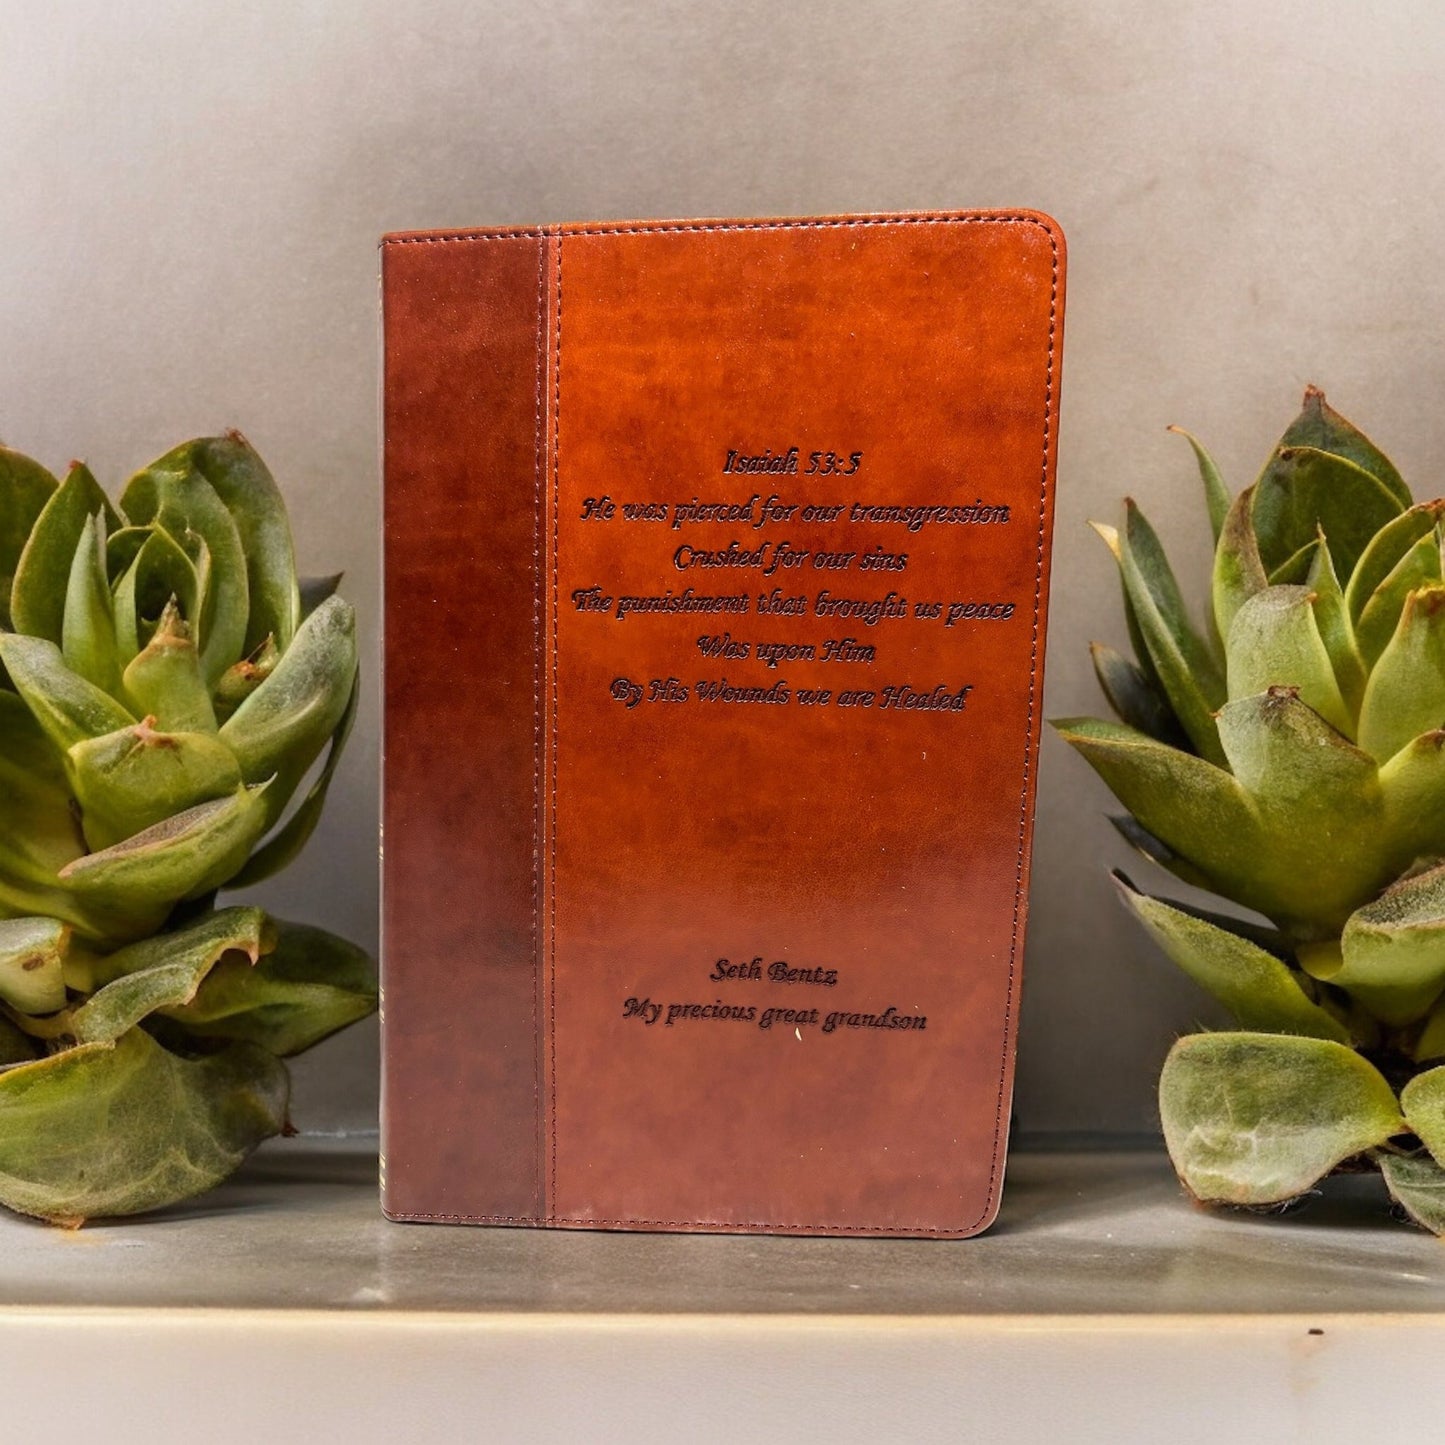 Isaiah 53:5
He was pierced for our transgression
Crushed for our sins
The punishment that brought us peace
Was upon Him
By His Wounds we are Healed
Seth Bentz
My precious great grandson